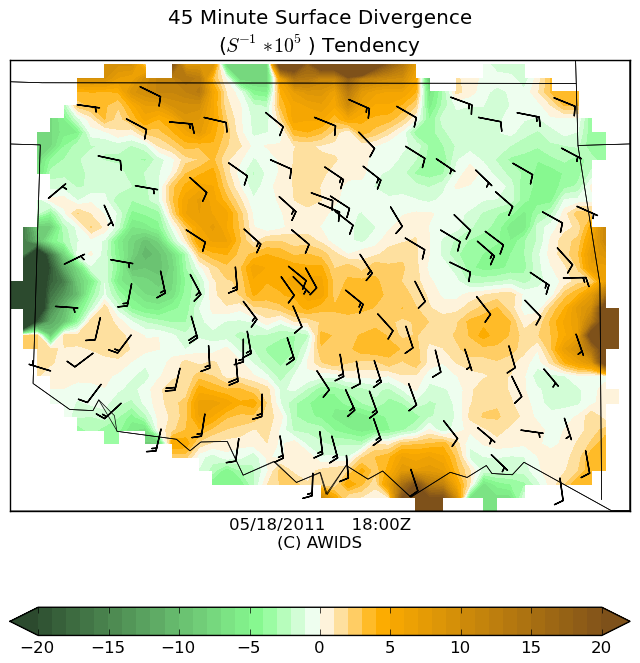 45 Minute Surface Divergence
(S⁻¹ * 10⁵ ) Tendency
05/18/2011 18:00Z
(C) AWIDS
−20 −15 −10 −5 0 5 10 15 20